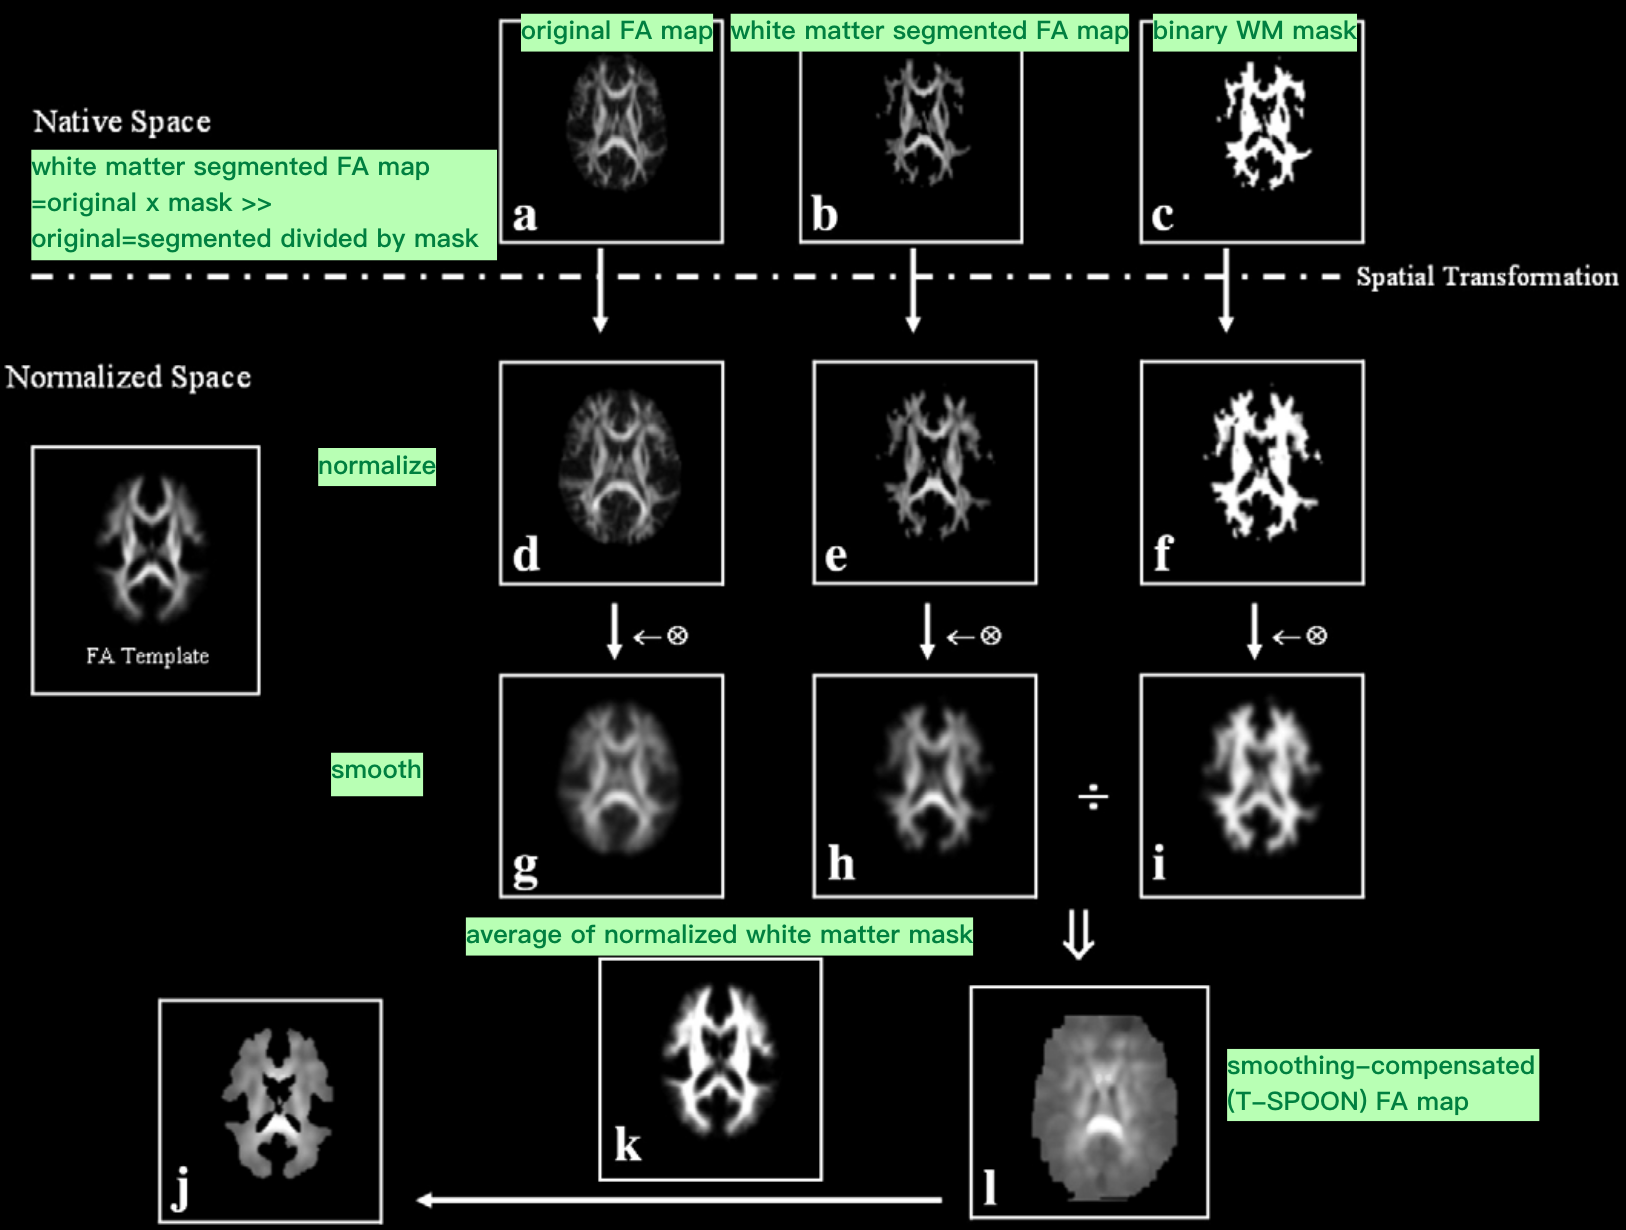 original FA map
white matter segmented FA map
binary WM mask
Native Space
white matter segmented FA map
=original x mask >>
original=segmented divided by mask
a
b
c
Spatial Transformation
Normalized Space
normalize
FA Template
d
e
f
←⊗
←⊗
←⊗
smooth
g
h
÷
i
average of normalized white matter mask
⇓
j
k
l
smoothing-compensated
(T-SPOON) FA map